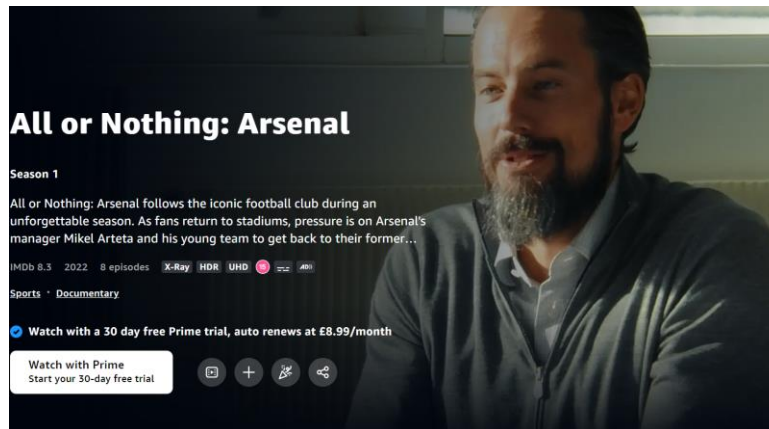 All or Nothing: Arsenal
Season 1
All or Nothing: Arsenal follows the iconic football club during an
unforgettable season. As fans return to stadiums, pressure is on Arsenal's
manager Mikel Arteta and his young team to get back to their former...
IMDb 8.3 2022 8 episodes X-Ray HDR UHD 18 AD
Sports · Documentary
Watch with a 30 day free Prime trial, auto renews at £8.99/month
Watch with Prime
Start your 30-day free trial